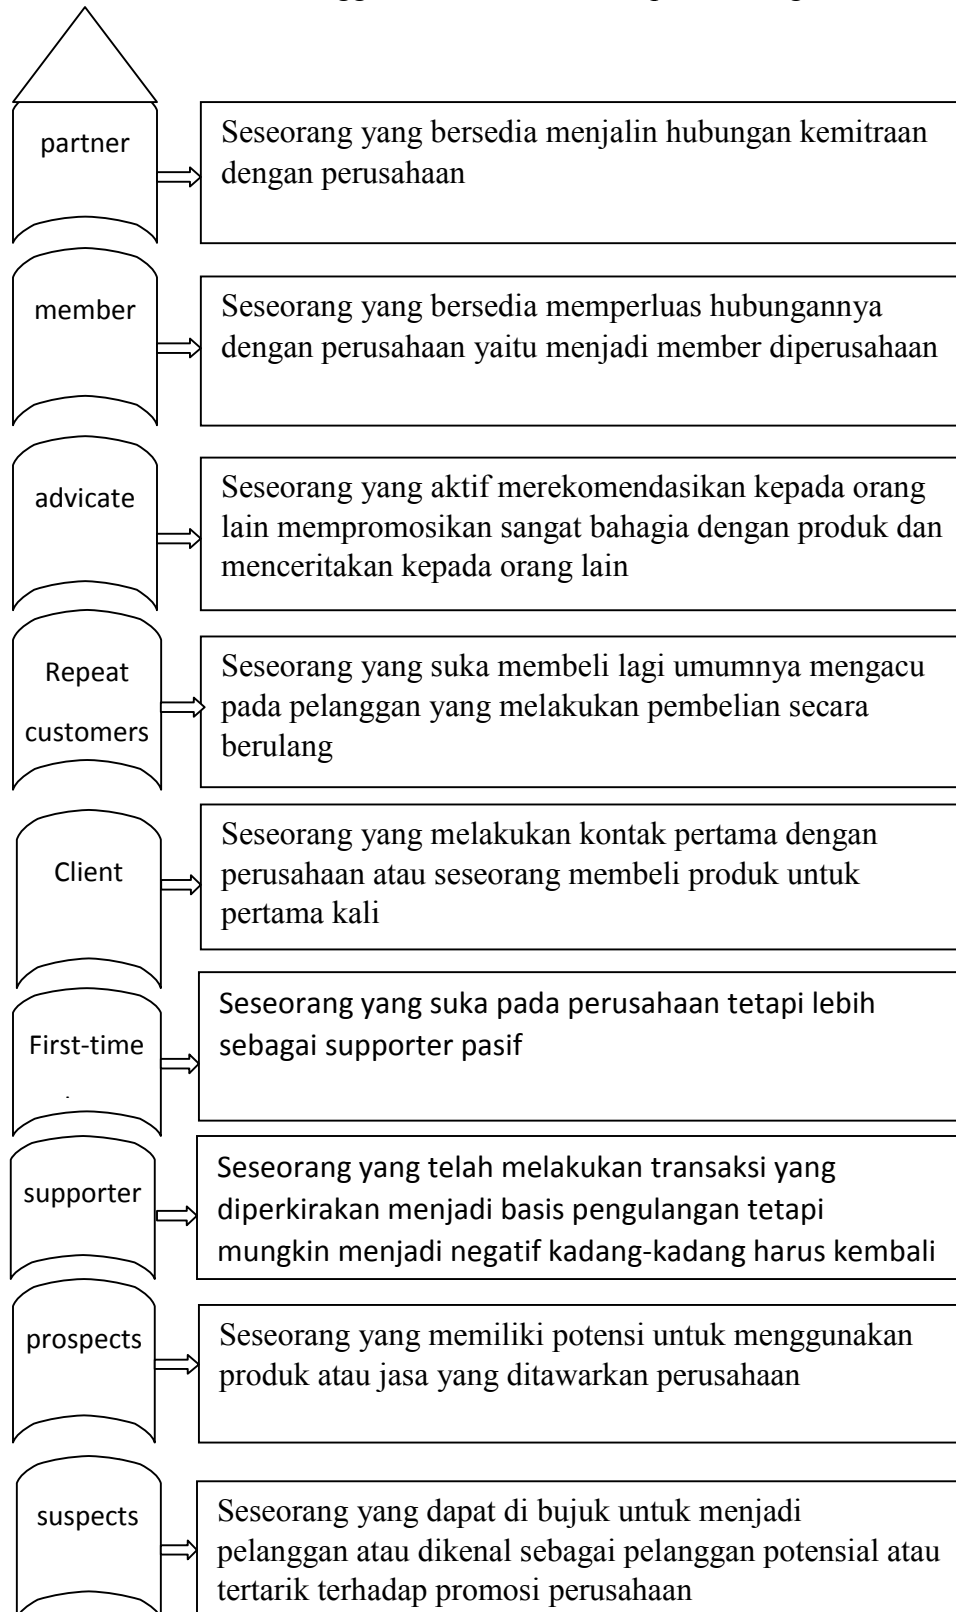 partner
Seseorang yang bersedia menjalin hubungan kemitraan
dengan perusahaan
member
Seseorang yang bersedia memperluas hubungannya
dengan perusahaan yaitu menjadi member diperusahaan
advicate
Seseorang yang aktif merekomendasikan kepada orang
lain mempromosikan sangat bahagia dengan produk dan
menceritakan kepada orang lain
Repeat
customers
Seseorang yang suka membeli lagi umumnya mengacu
pada pelanggan yang melakukan pembelian secara
berulang
Client
Seseorang yang melakukan kontak pertama dengan
perusahaan atau seseorang membeli produk untuk
pertama kali
First-time
Seseorang yang suka pada perusahaan tetapi lebih
sebagai supporter pasif
supporter
Seseorang yang telah melakukan transaksi yang
diperkirakan menjadi basis pengulangan tetapi
mungkin menjadi negatif kadang-kadang harus kembali
prospects
Seseorang yang memiliki potensi untuk menggunakan
produk atau jasa yang ditawarkan perusahaan
suspects
Seseorang yang dapat di bujuk untuk menjadi
pelanggan atau dikenal sebagai pelanggan potensial atau
tertarik terhadap promosi perusahaan